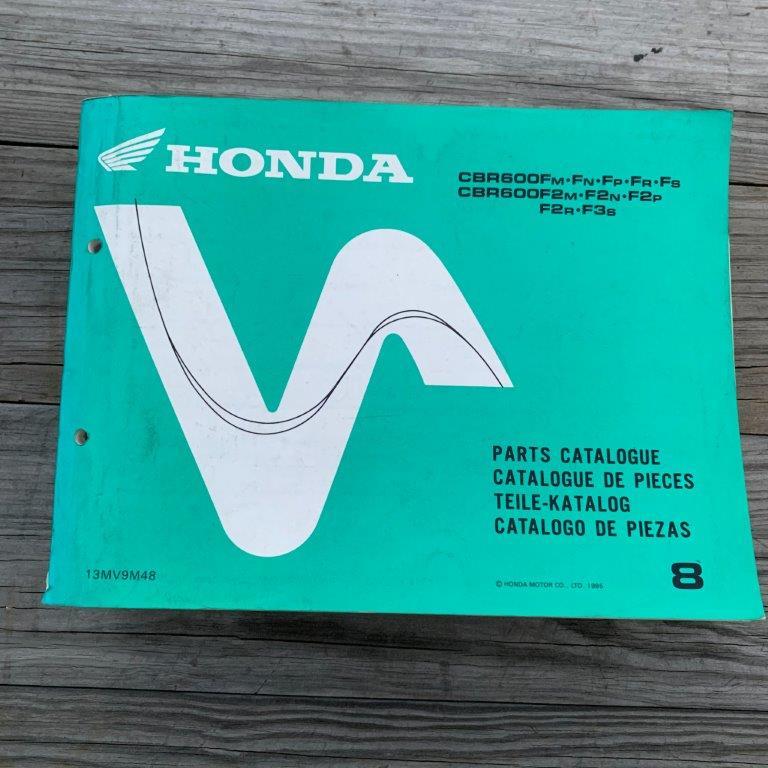 HONDA
CBR600FM·FN·FP·FR·FS
CBR600F2M·F2N·F2P
F2R·F3S
PARTS CATALOGUE
CATALOGUE DE PIECES
TEILE-KATALOG
CATALOGO DE PIEZAS
13MV9M48
© HONDA MOTOR CO., LTD. 1995
8